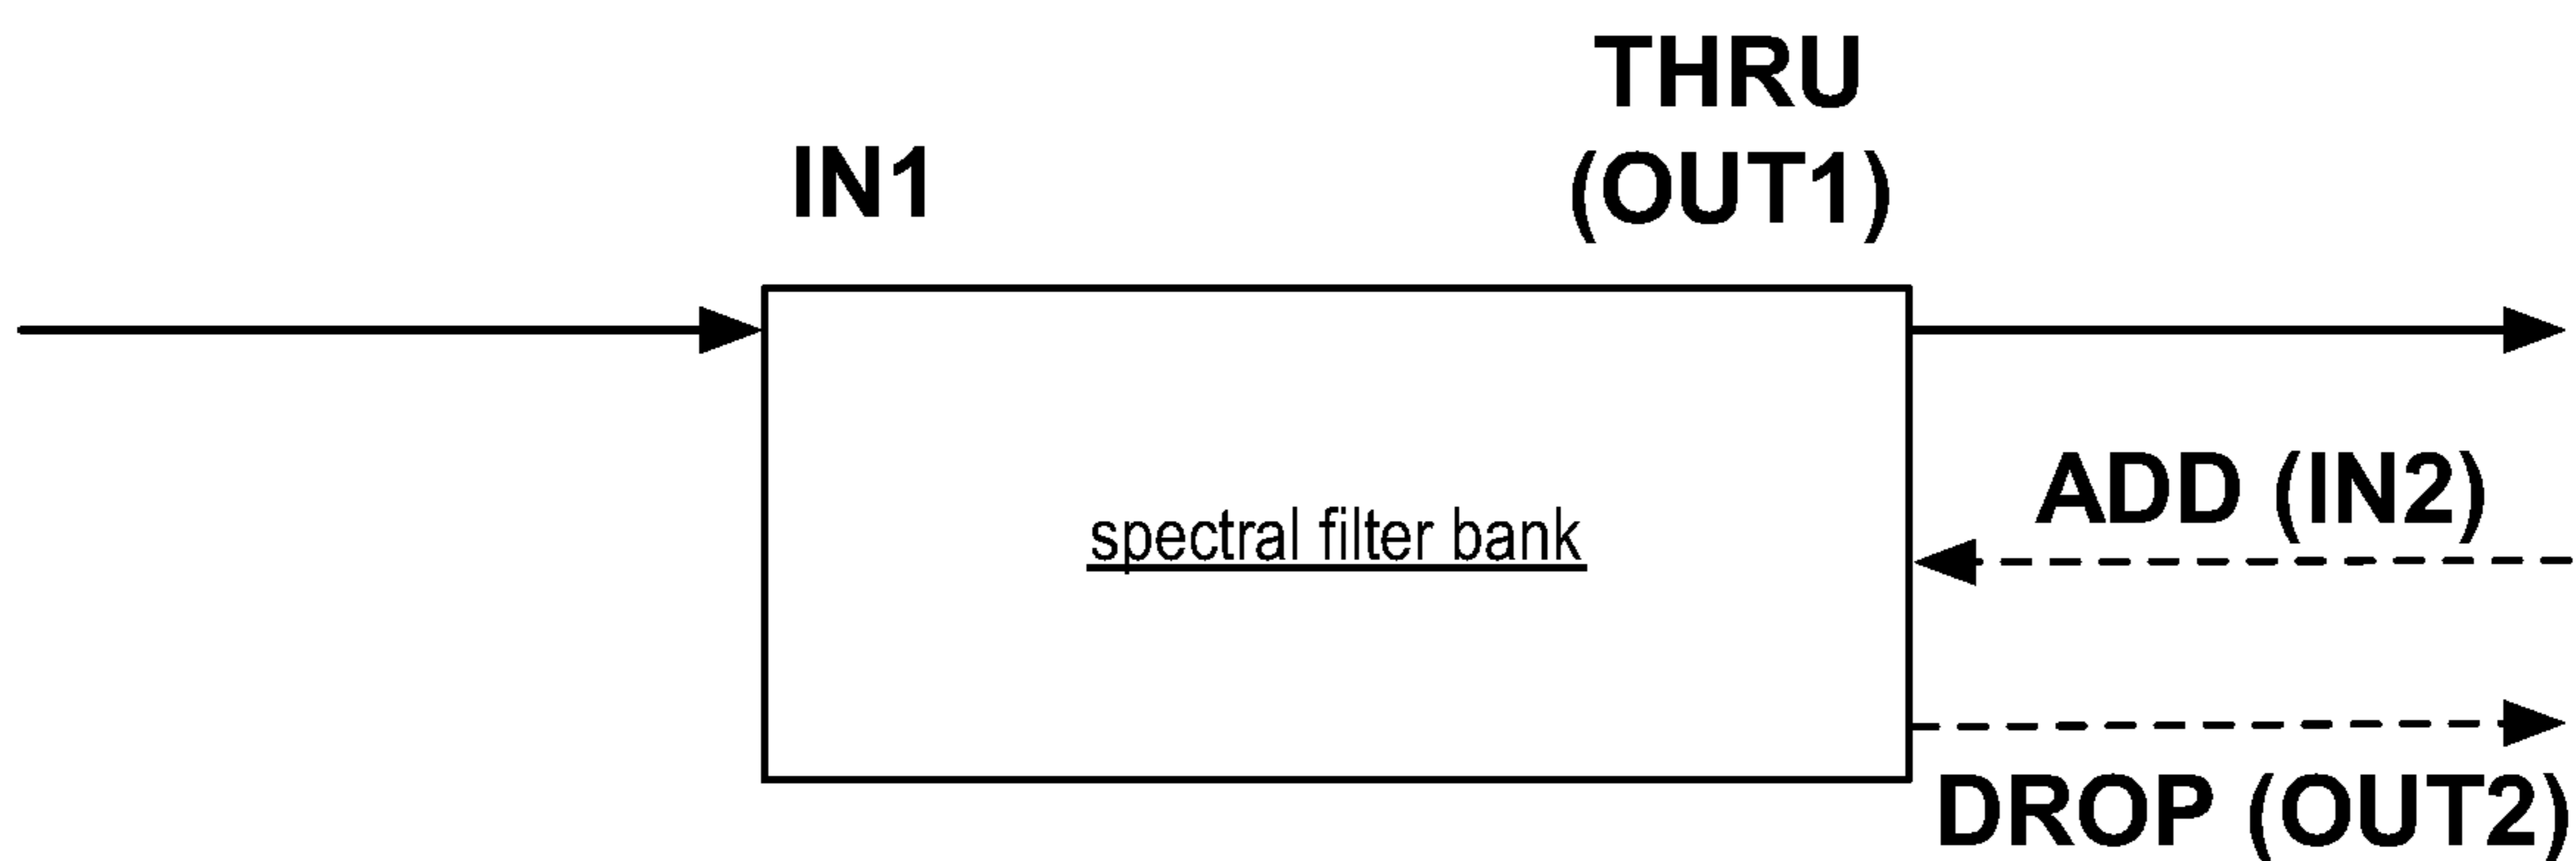 THRU
(OUT1)
IN1
spectral filter bank
ADD (IN2)
DROP (OUT2)